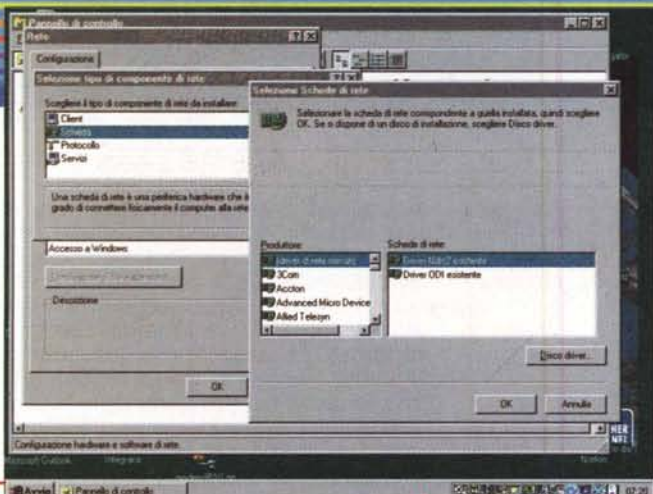 Pannello di controllo
Rete
Configurazione
Selezione tipo di componente di rete
Scegliere il tipo di componente di rete da installare:
Client
Scheda
Protocollo
Servizi
Una scheda di rete è una periferica hardware che è
grado di connettere fisicamente il computer alla rete
Accesso a Windows
Descrizione
OK
Selezione Schede di rete
Selezionare la scheda di rete corrispondente a quella installata, quindi scegliere
OK. Se si dispone di un disco di installazione, scegliere Disco driver.
Produttore:
3Com
Accton
Advanced Micro Device
Allied Telesyn
Schede di rete:
Driver Ndis2 esistente
Driver ODI esistente
Disco driver...
OK
Annulla
Configurazione hardware e software di rete.
Microsoft Outlook
Avvio
Pannello di controllo
02:20